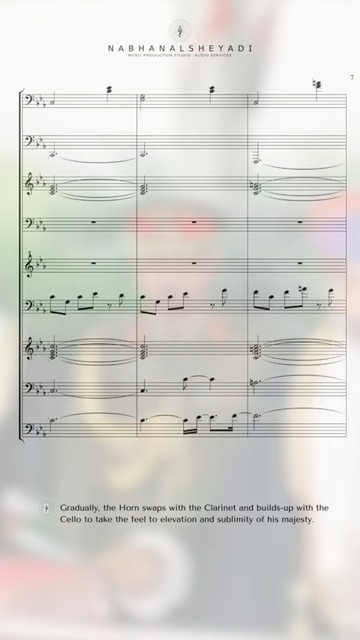 NABHANALSHEYADI
MUSIC PRODUCTION STUDIO - AUDIO SERVICES
7
Gradually, the Horn swaps with the Clarinet and builds-up with the
Cello to take the feel to elevation and sublimity of his majesty.